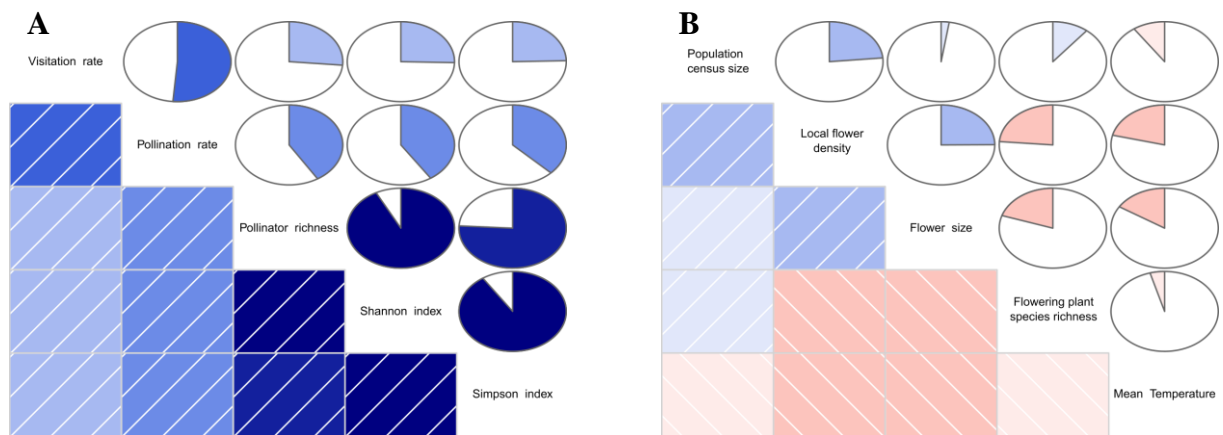 A
Visitation rate
Pollination rate
Pollinator richness
Shannon index
Simpson index
B
Population
census size
Local flower
density
Flower size
Flowering plant
species richness
Mean Temperature